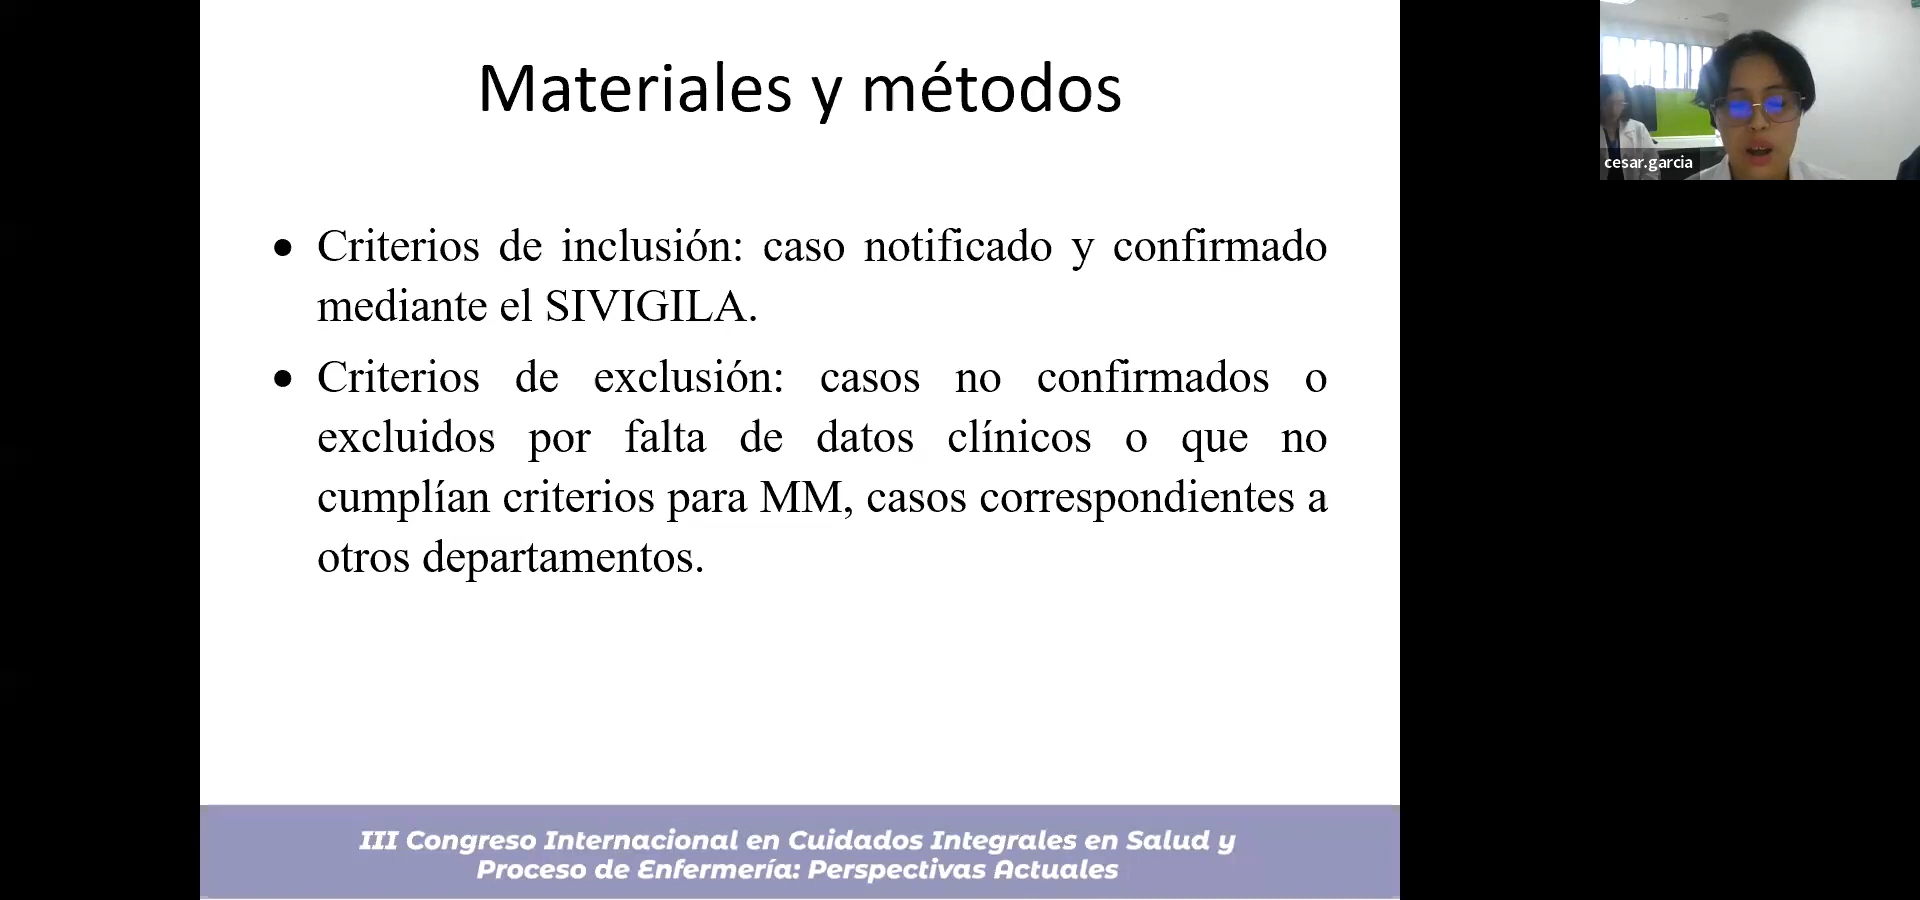 Materiales y métodos
● Criterios de inclusión: caso notificado y confirmado
mediante el SIVIGILA.
● Criterios de exclusión: casos no confirmados o
excluidos por falta de datos clínicos o que no
cumplían criterios para MM, casos correspondientes a
otros departamentos.
III Congreso Internacional en Cuidados Integrales en Salud y
Proceso de Enfermería: Perspectivas Actuales
cesar.garcia